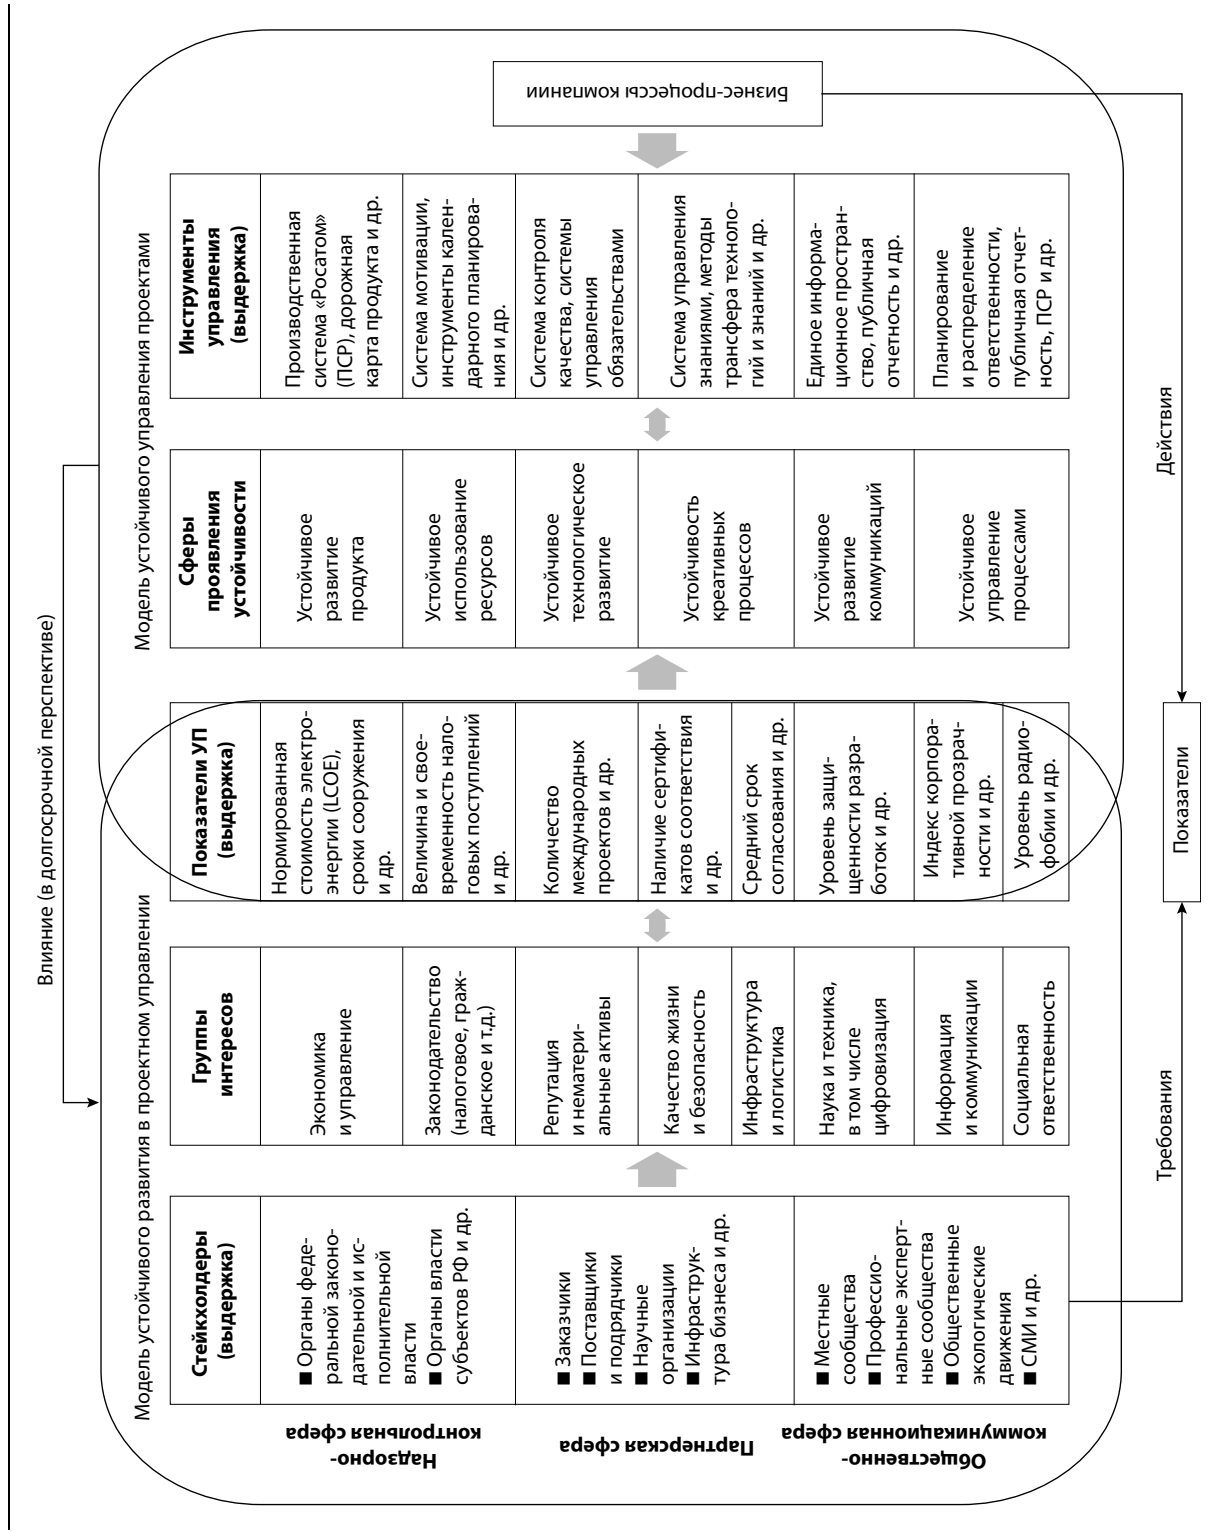 Влияние (в долгосрочной перспективе)
Модель устойчивого развития в проектном управлении
Модель устойчивого управления проектами
Стейкхолдеры
(выдержка)
Надзорно-
контрольная сфера
■ Органы феде-
ральной законо-
дательной и ис-
полнительной
власти
■ Органы власти
субъектов РФ и др.
Партнерская сфера
■ Заказчики
■ Поставщики
и подрядчики
■ Научные
организации
■ Инфраструк-
тура бизнеса и др.
Общественно-
коммуникационная сфера
■ Местные
сообщества
■ Профессио-
нальные эксперт-
ные сообщества
■ Общественные
экологические
движения
■ СМИ и др.
Группы
интересов
Экономика
и управление
Законодательство
(налоговое, граж-
данское и т.д.)
Репутация
и нематери-
альные активы
Качество жизни
и безопасность
Инфраструктура
и логистика
Наука и техника,
в том числе
цифровизация
Информация
и коммуникации
Социальная
ответственность
Показатели УП
(выдержка)
Нормированная
стоимость электро-
энергии (LCOE),
сроки сооружения
и др.
Величина и свое-
временность нало-
говых поступлений
и др.
Количество
международных
проектов и др.
Наличие сертифи-
катов соответствия
и др.
Средний срок
согласования и др.
Уровень защи-
щенности разра-
боток и др.
Индекс корпора-
тивной прозрач-
ности и др.
Уровень радио-
фобии и др.
Сферы
проявления
устойчивости
Устойчивое
развитие
продукта
Устойчивое
использование
ресурсов
Устойчивое
технологическое
развитие
Устойчивость
креативных
процессов
Устойчивое
развитие
коммуникаций
Устойчивое
управление
процессами
Инструменты
управления
(выдержка)
Производственная
система «Росатом»
(ПСР), дорожная
карта продукта и др.
Система мотивации,
инструменты кален-
дарного планирова-
ния и др.
Система контроля
качества, системы
управления
обязательствами
Система управления
знаниями, методы
трансфера техноло-
гий и знаний и др.
Единое информа-
ционное простран-
ство, публичная
отчетность и др.
Планирование
и распределение
ответственности,
публичная отчет-
ность, ПСР и др.
Бизнес-процессы компании
Требования
Показатели
Действия